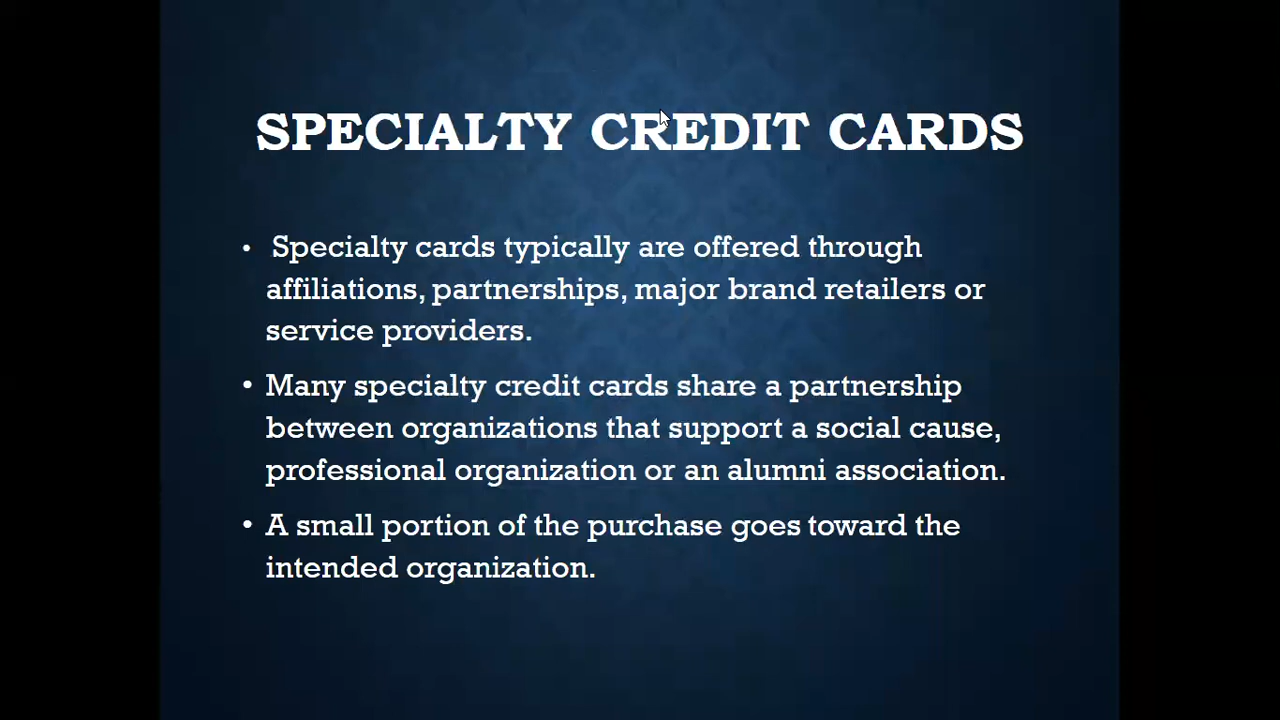 SPECIALTY CREDIT CARDS
• Specialty cards typically are offered through
affiliations, partnerships, major brand retailers or
service providers.
• Many specialty credit cards share a partnership
between organizations that support a social cause,
professional organization or an alumni association.
• A small portion of the purchase goes toward the
intended organization.